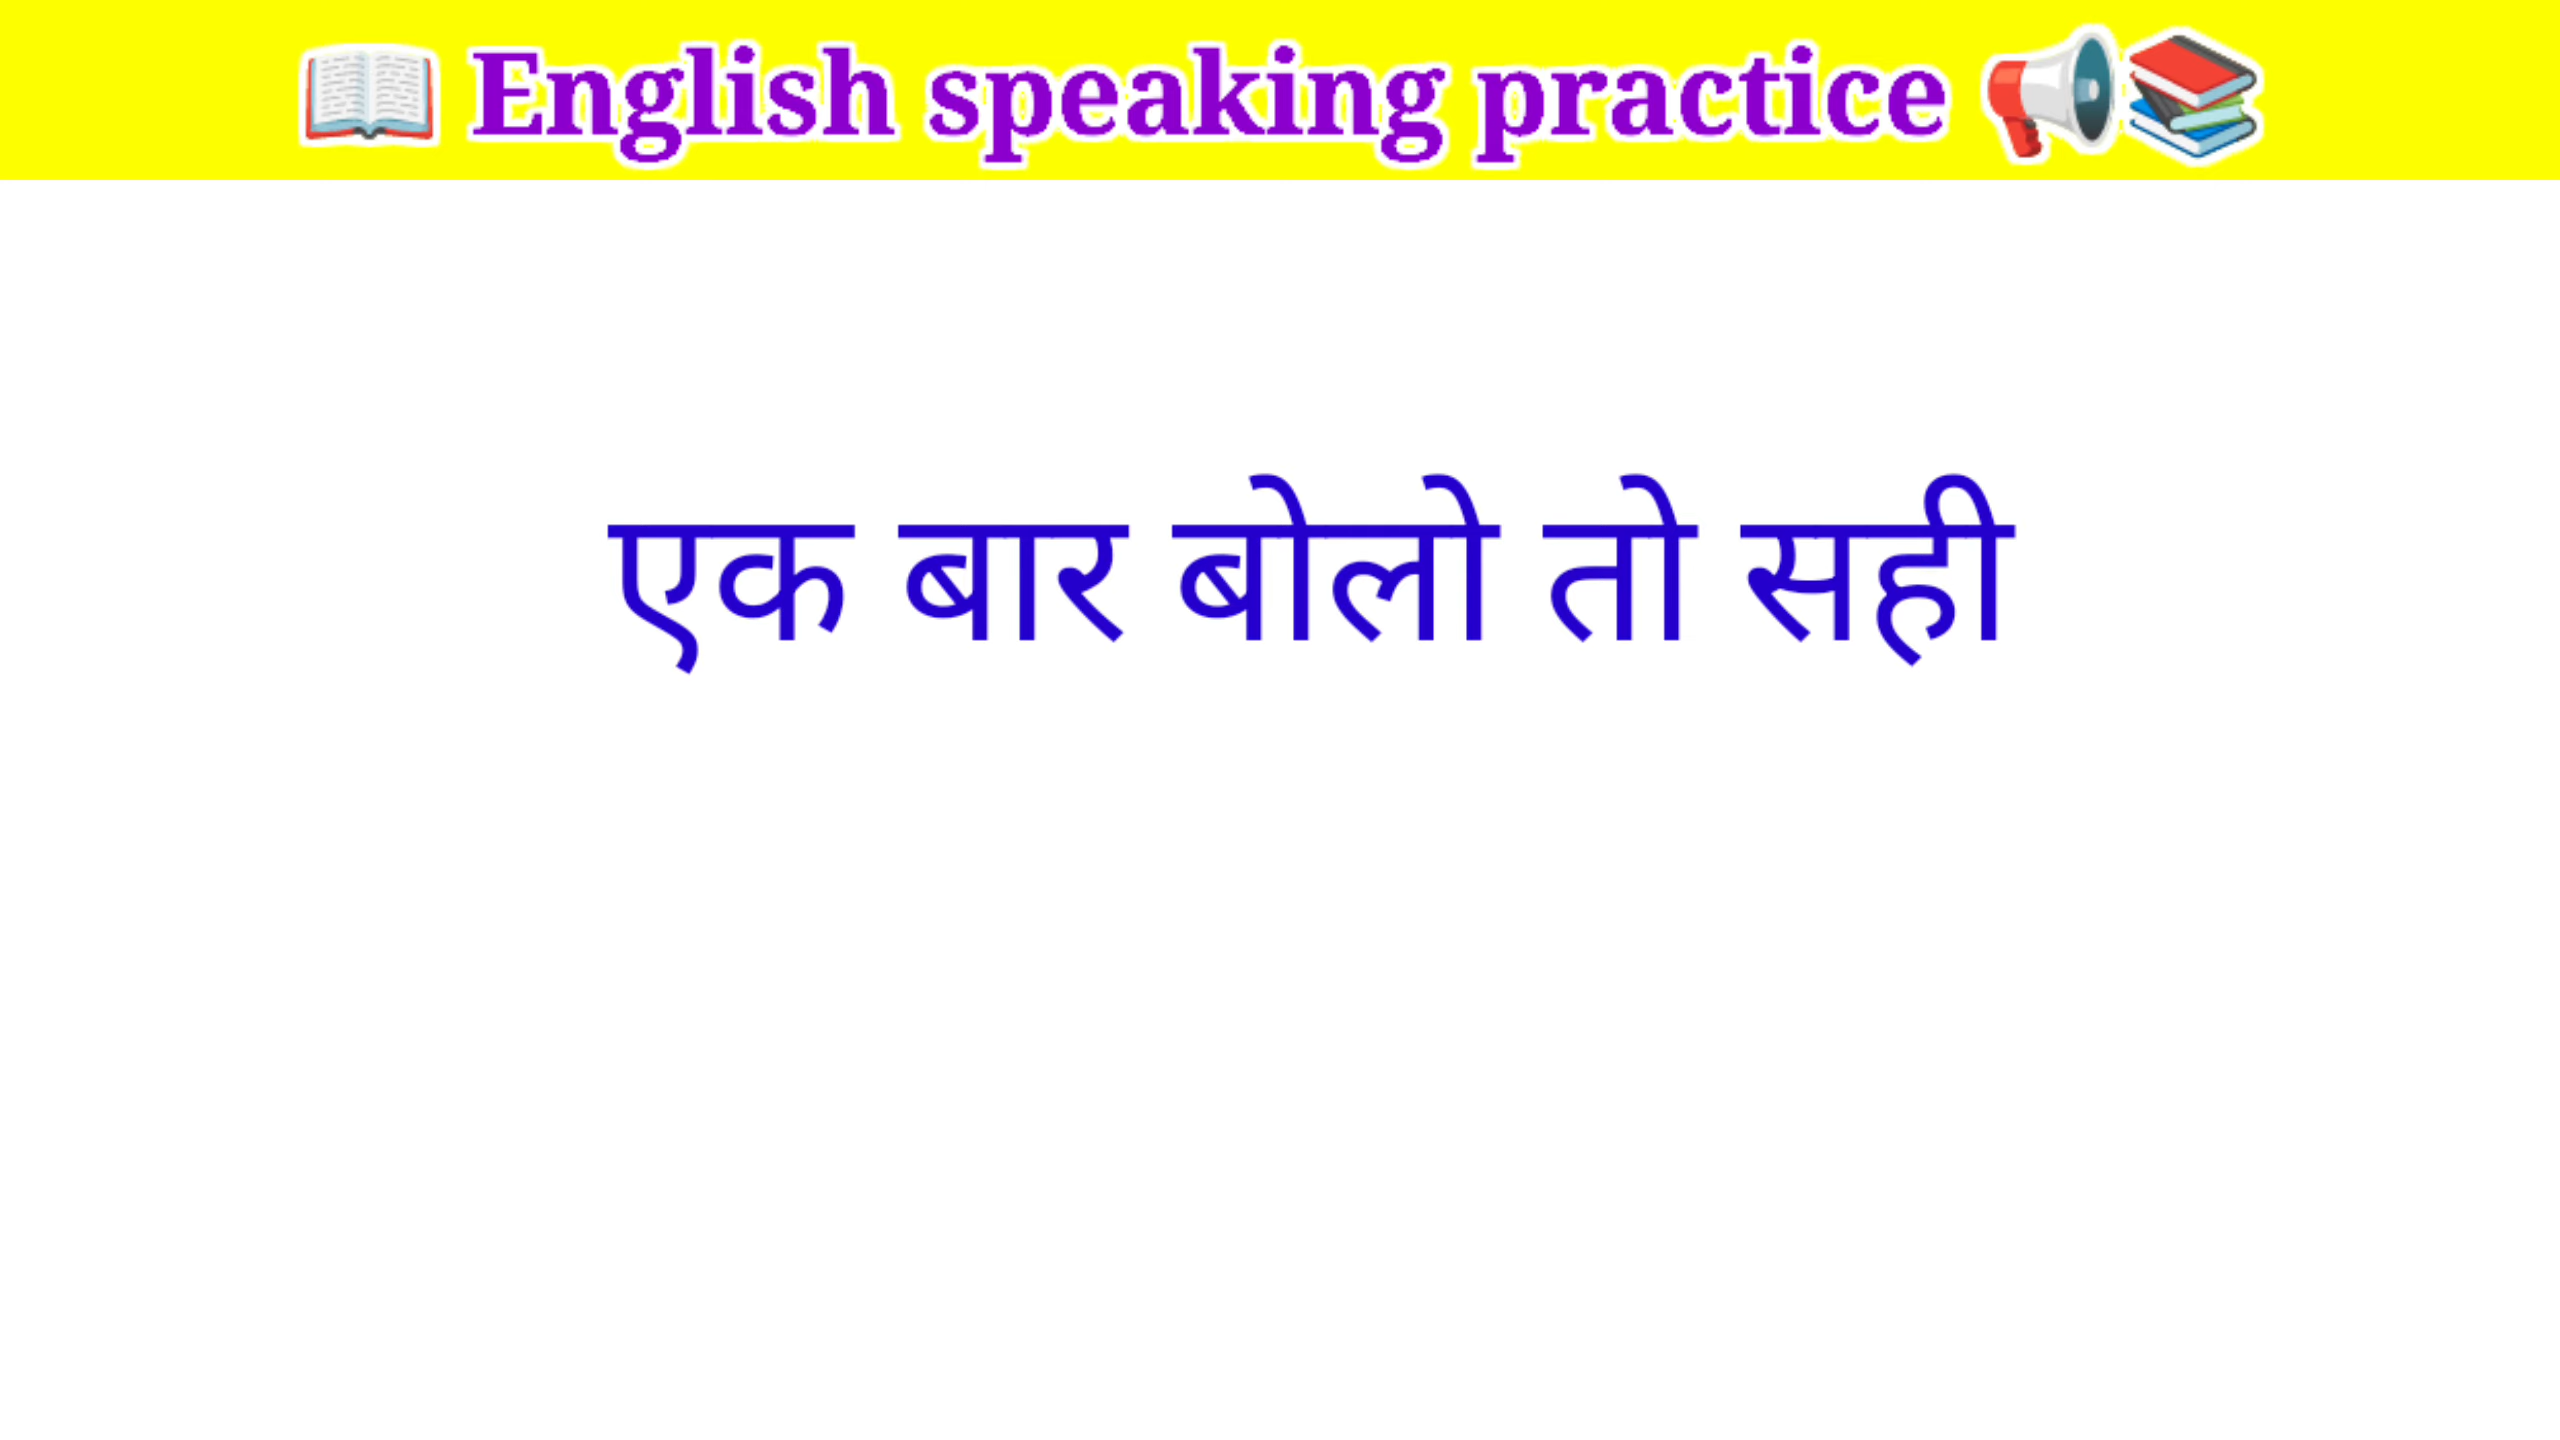 📖 English speaking practice 📢📚
एक बार बोलो तो सही